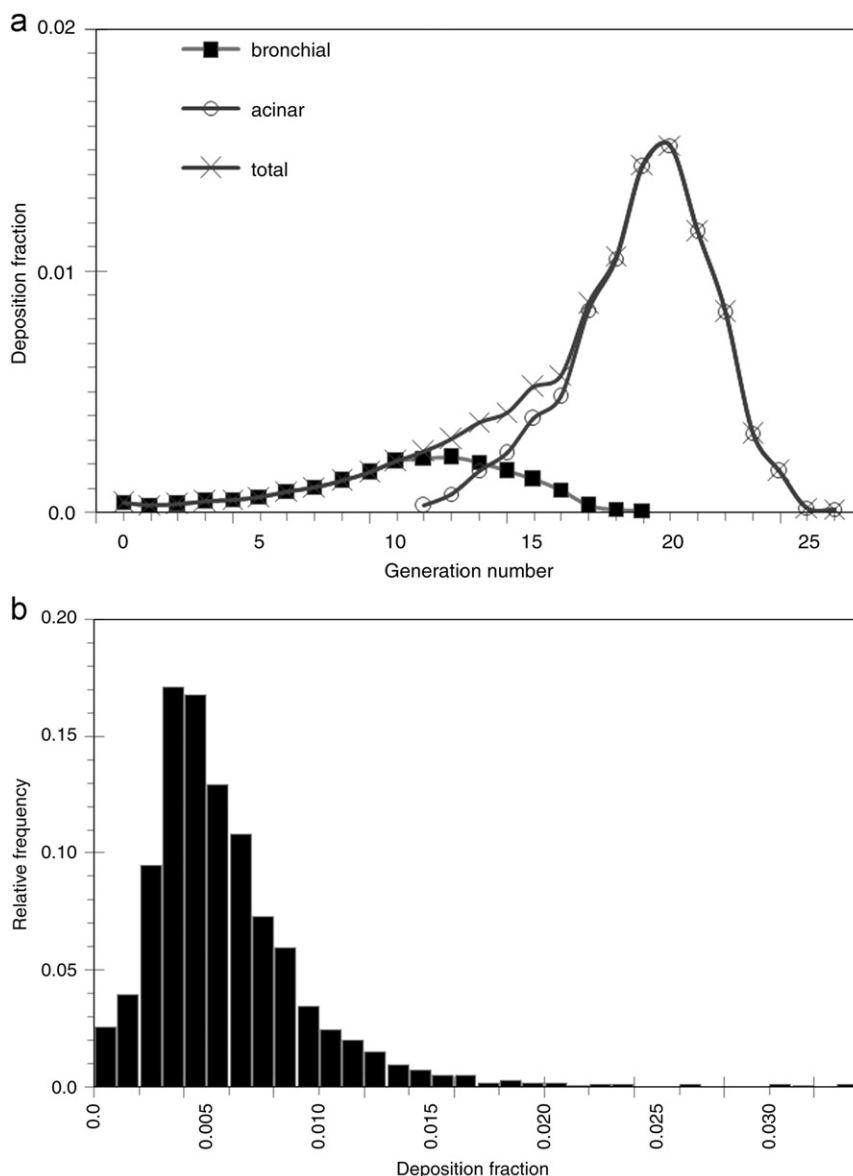 a
0.02
bronchial
acinar
total
Deposition fraction
0.01
0.0
0 5 10 15 20 25
Generation number
b
0.20
0.15
Relative frequency
0.10
0.05
0.0
0.0 0.005 0.010 0.015 0.020 0.025 0.030
Deposition fraction